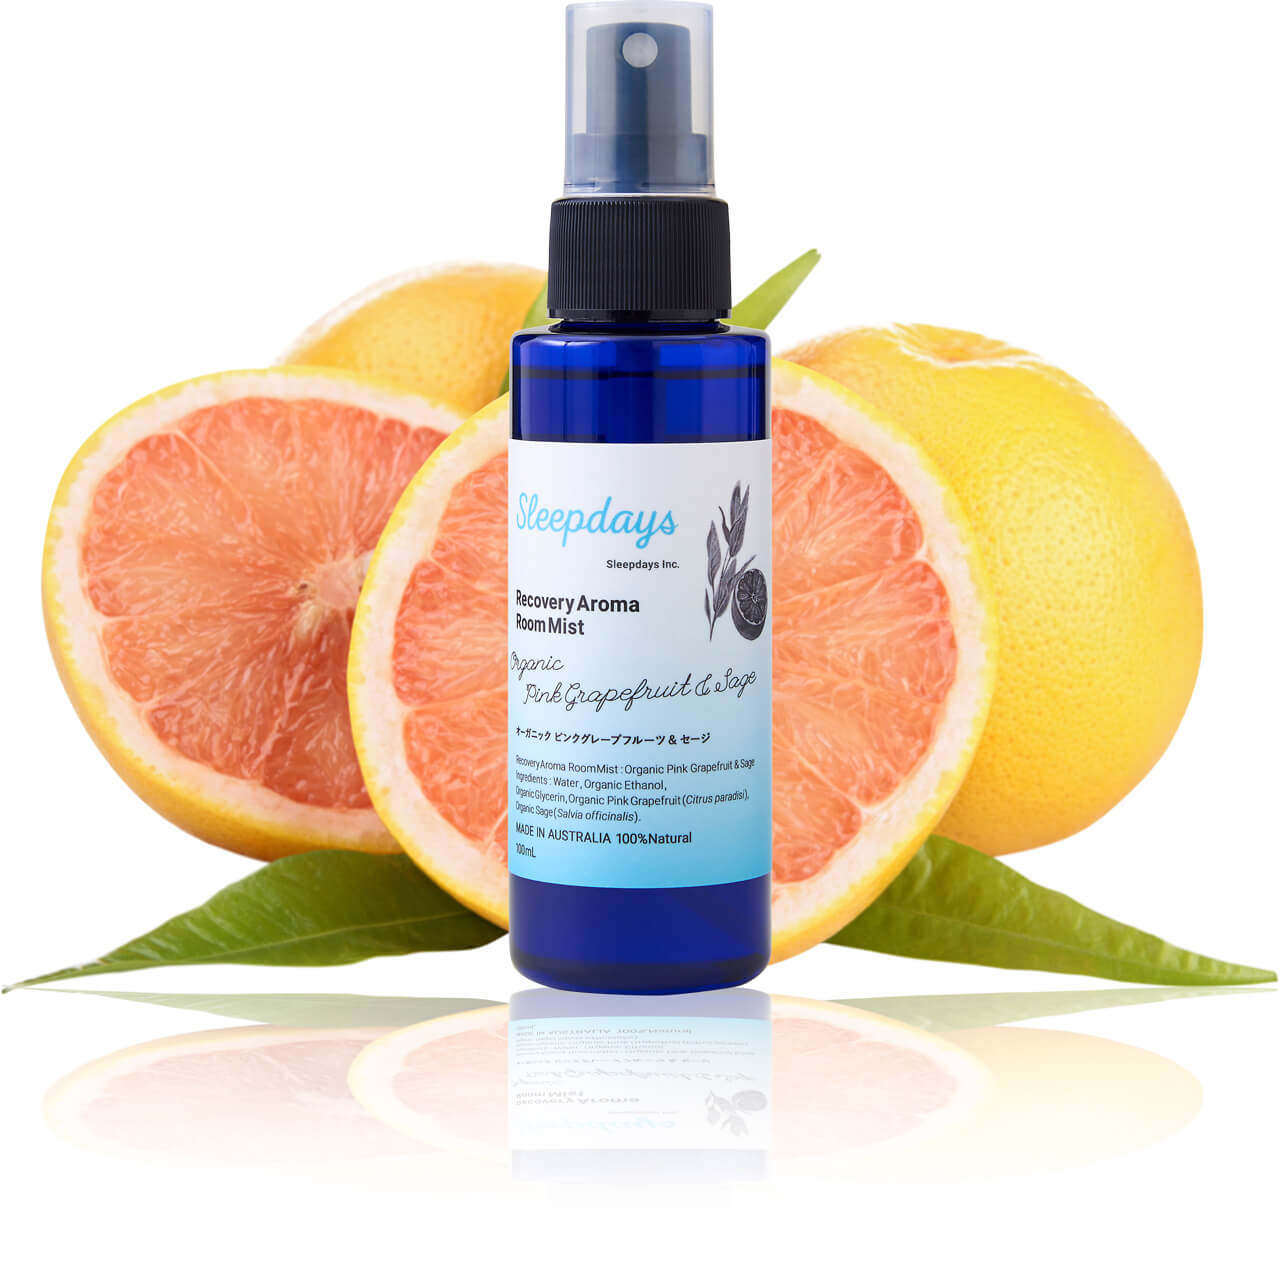 Sleepdays
Sleepdays Inc.
Recovery Aroma
Room Mist
Organic
Pink Grapefruit & Sage
オーガニック ピンクグレープフルーツ & セージ
Recovery Aroma Room Mist : Organic Pink Grapefruit & Sage
Ingredients : Water, Organic Ethanol,
Organic Glycerin, Organic Pink Grapefruit (Citrus paradisi),
Organic Sage (Salvia officinalis).
MADE IN AUSTRALIA 100%Natural
100mL